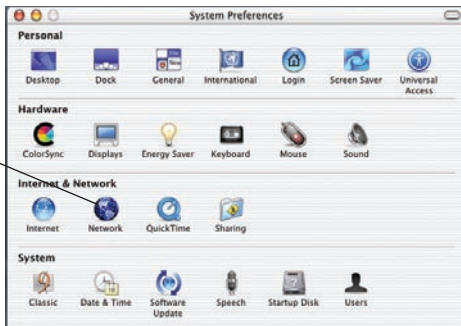 System Preferences
Personal
Desktop Dock General International Login Screen Saver Universal Access
Hardware
ColorSync Displays Energy Saver Keyboard Mouse Sound
Internet & Network
Internet Network QuickTime Sharing
System
Classic Date & Time Software Update Speech Startup Disk Users